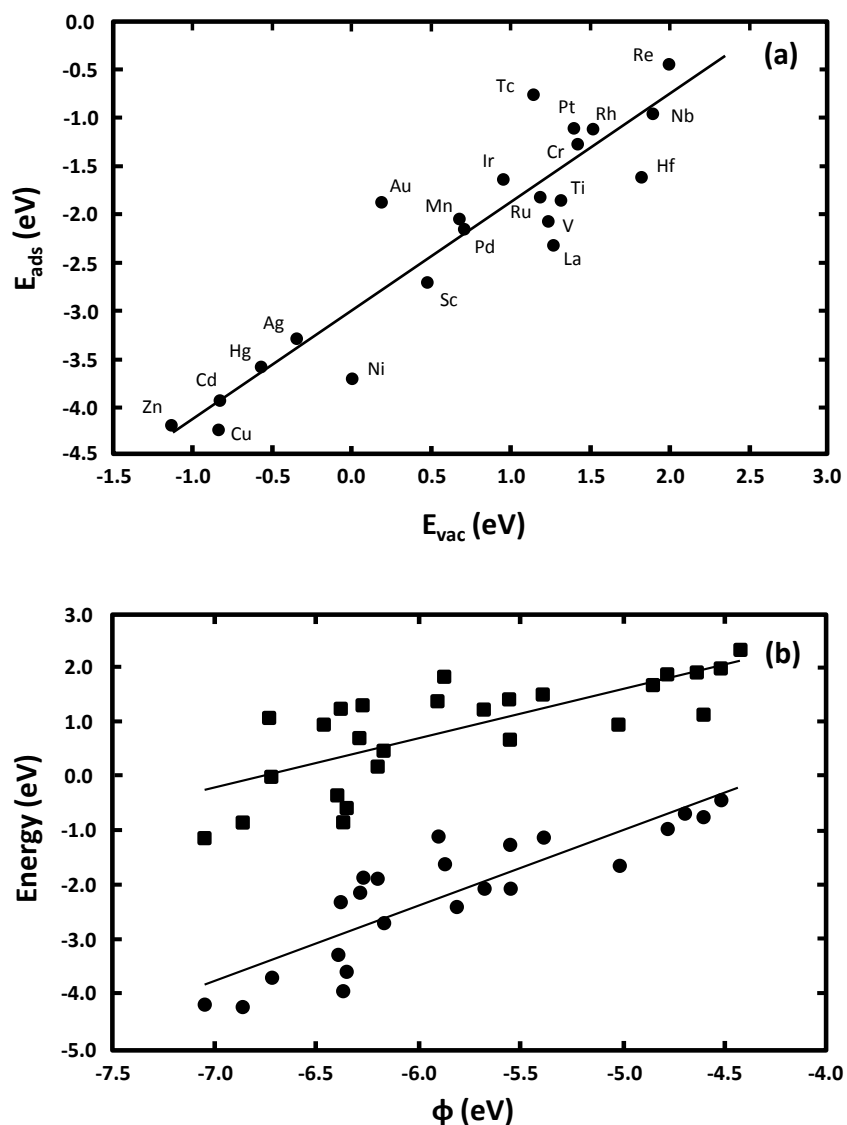 0.0
-0.5
-1.0
-1.5
-2.0
-2.5
-3.0
-3.5
-4.0
-4.5
E_ads (eV)
(a)
Re
Tc
Pt Rh
Nb
Cr
Ir
Hf
Au
Ti
Mn
Ru
V
Pd
La
Sc
Ag
Hg
Ni
Cd
Zn
Cu
-1.5 -1.0 -0.5 0.0 0.5 1.0 1.5 2.0 2.5 3.0
E_vac (eV)
3.0
2.0
1.0
0.0
-1.0
-2.0
-3.0
-4.0
-5.0
Energy (eV)
(b)
-7.5 -7.0 -6.5 -6.0 -5.5 -5.0 -4.5 -4.0
ϕ (eV)